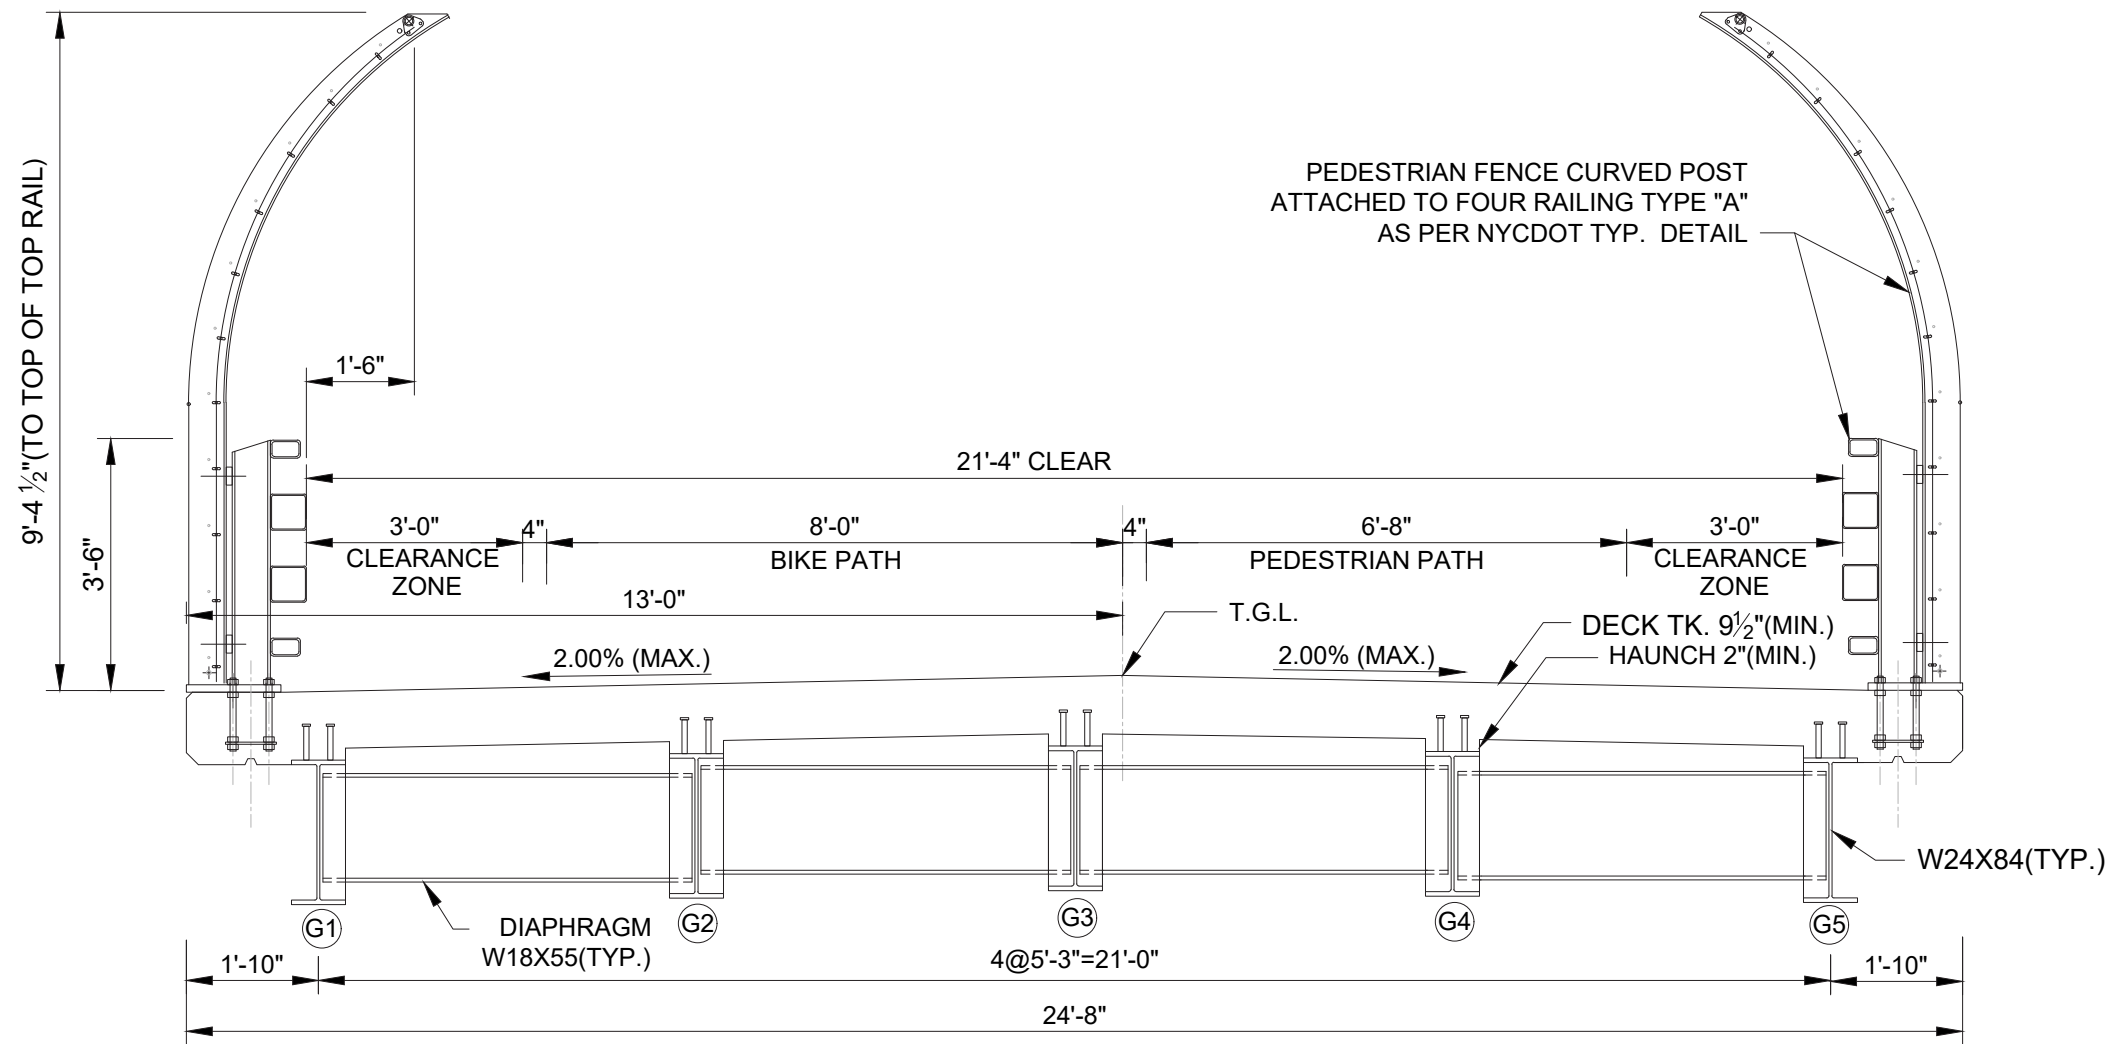 PEDESTRIAN FENCE CURVED POST
ATTACHED TO FOUR RAILING TYPE "A"
AS PER NYCDOT TYP. DETAIL
9'-4 ½"(TO TOP OF TOP RAIL)
1'-6"
3'-6"
21'-4" CLEAR
3'-0"
CLEARANCE
ZONE
4"
8'-0"
BIKE PATH
4"
6'-8"
PEDESTRIAN PATH
3'-0"
CLEARANCE
ZONE
13'-0"
T.G.L.
DECK TK. 9½"(MIN.)
HAUNCH 2"(MIN.)
2.00% (MAX.)
2.00% (MAX.)
W24X84(TYP.)
G1
G2
G3
G4
G5
DIAPHRAGM
W18X55(TYP.)
1'-10"
4@5'-3"=21'-0"
1'-10"
24'-8"